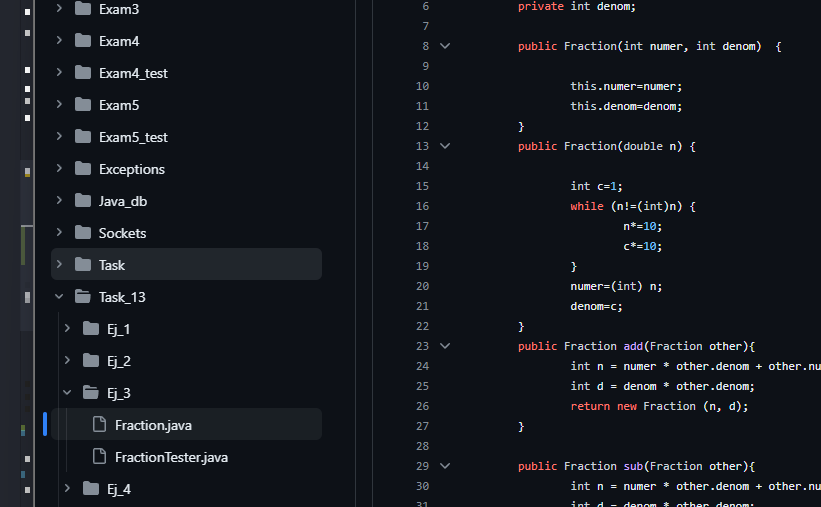 Exam3
Exam4
Exam4_test
Exam5
Exam5_test
Exceptions
Java_db
Sockets
Task
Task_13
Ej_1
Ej_2
Ej_3
Fraction.java
FractionTester.java
Ej_4
6 private int denom;
7
8 public Fraction(int numer, int denom) {
9
10 this.numer=numer;
11 this.denom=denom;
12 }
13 public Fraction(double n) {
14
15 int c=1;
16 while (n!=(int)n) {
17 n*=10;
18 c*=10;
19 }
20 numer=(int) n;
21 denom=c;
22 }
23 public Fraction add(Fraction other){
24 int n = numer * other.denom + other.nu
25 int d = denom * other.denom;
26 return new Fraction (n, d);
27 }
28
29 public Fraction sub(Fraction other){
30 int n = numer * other.denom + other.nu
31 int d = denom * other.denom;